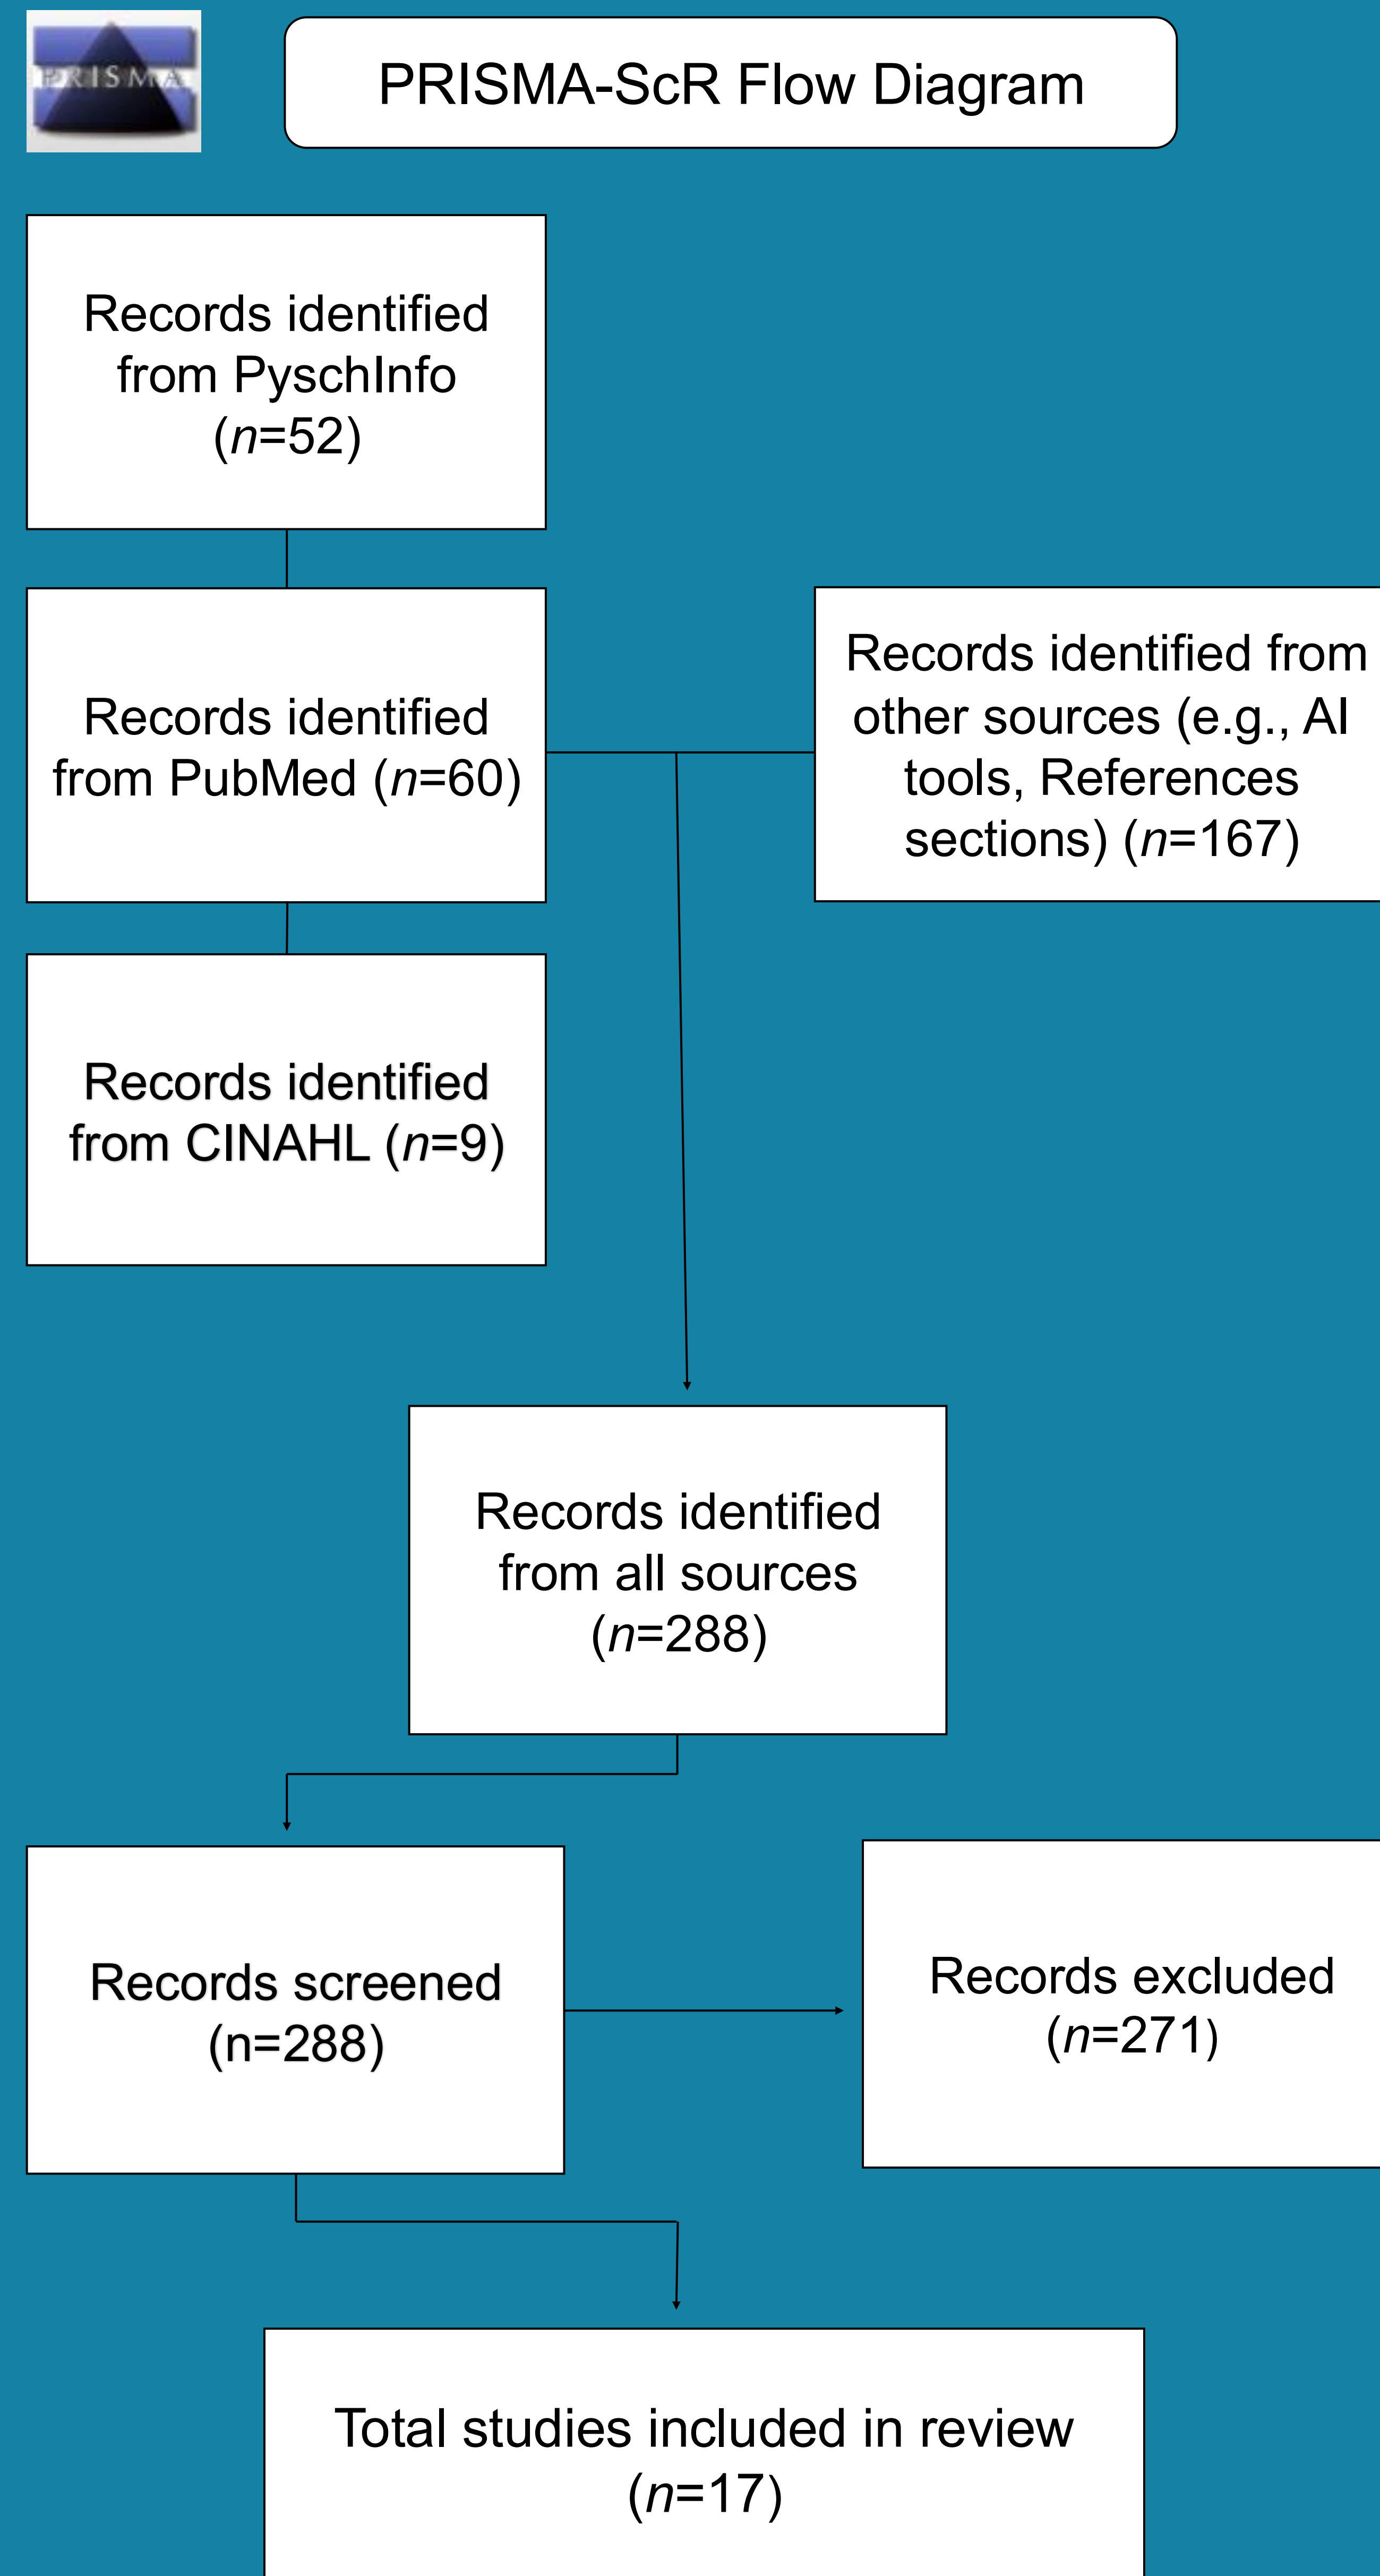 PRISMA
PRISMA-ScR Flow Diagram
Records identified
from PyschInfo
(n=52)
Records identified
from PubMed (n=60)
Records identified from
other sources (e.g., AI
tools, References
sections) (n=167)
Records identified
from CINAHL (n=9)
Records identified
from all sources
(n=288)
Records screened
(n=288)
Records excluded
(n=271)
Total studies included in review
(n=17)